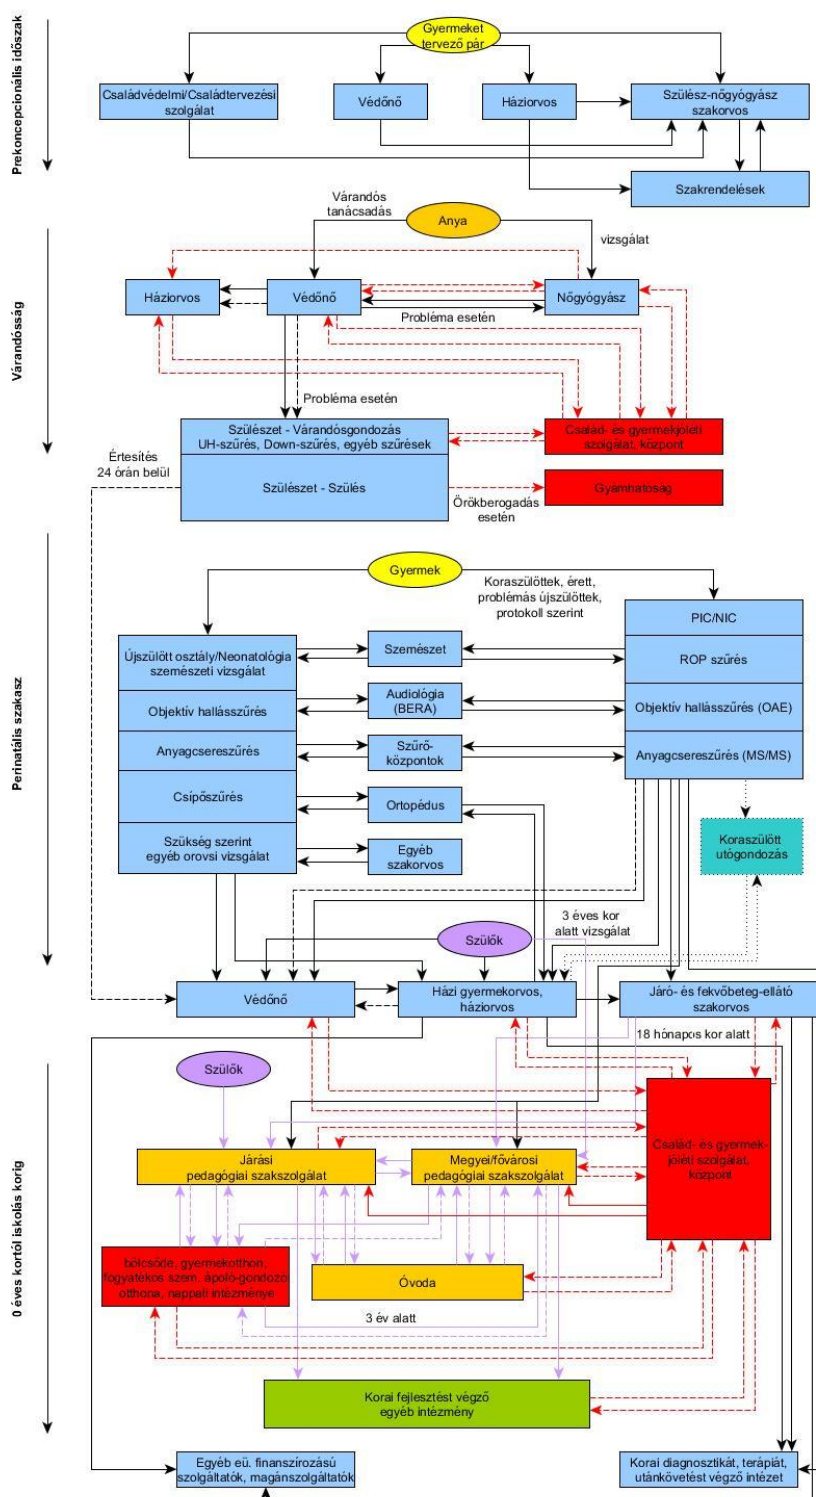 Prekoncepcionális időszak
Gyermeket
tervező pár
Családvédelmi/Családtervezési
szolgálat
Védőnő
Háziorvos
Szülész-nőgyógyász
szakorvos
Szakrendelések
Várandósság
Várandós
tanácsadás
Anya
vizsgálat
Háziorvos
Védőnő
Nőgyógyász
Probléma esetén
Probléma esetén
Szülészet - Várandósgondozás
UH-szűrés, Down-szűrés, egyéb szűrések
Család- és gyermekjóléti
szolgálat, központ
Értesítés
24 órán belül
Szülészet - Szülés
Gyámhatóság
Örökberogadás
esetén
Perinatális szakasz
Gyermek
Koraszülöttek, érett,
problémás újszülöttek,
protokoll szerint
PIC/NIC
Újszülött osztály/Neonatológia
szemészeti vizsgálat
Szemészet
ROP szűrés
Objektív hallásszűrés
Audiológia
(BERA)
Objektív hallásszűrés (OAE)
Anyagcsereszűrés
Szűrő-
központok
Anyagcsereszűrés (MS/MS)
Csípőszűrés
Ortopédus
Szükség szerint
egyéb orovsi vizsgálat
Egyéb
szakorvos
Koraszülött
utógondozás
3 éves kor
alatt vizsgálat
Szülők
Védőnő
Házi gyermekorvos,
háziorvos
Járó- és fekvőbeteg-ellátó
szakorvos
18 hónapos kor alatt
0 éves kortól iskolás korig
Szülők
Járási
pedagógiai szakszolgálat
Megyei/fővárosi
pedagógiai szakszolgálat
Család- és gyermek-
jóléti szolgálat,
központ
bölcsőde, gyermekotthon,
fogyatékos szem. ápoló-gondozó
otthona, nappali intézménye
Óvoda
3 év alatt
Korai fejlesztést végző
egyéb intézmény
Egyéb eü. finanszírozású
szolgáltatók, magánszolgáltatók
Korai diagnosztikát, terápiát,
utánkövetést végző intézet